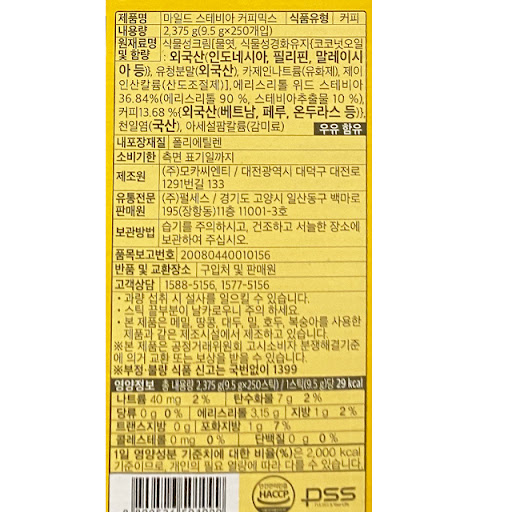 제품명 마일드 스테비아 커피믹스 식품유형 커피
내용량 2,375 g(9.5 g×250개입)
원재료명 및 함량 식물성크림{물엿, 식물성경화유지(코코넛오일
: 외국산(인도네시아, 필리핀, 말레이시
아 등)), 유청분말(외국산), 카제인나트륨(유화제), 제이
인산칼륨(산도조절제)},에리스리톨 위드 스테비아
36.84%(에리스리톨 90 %, 스테비아추출물 10 %),
커피13.68 %{외국산(베트남, 페루, 온두라스 등)},
천일염(국산), 아세설팜칼륨(감미료) 우유 함유
내포장재질 폴리에틸렌
소비기한 측면 표기일까지
제조원 (주)모카씨엔티 / 대전광역시 대덕구 대전로
1291번길 133
유통전문판매원 (주)펄세스 / 경기도 고양시 일산동구 백마로
195(장항동)11층 11001-3호
보관방법 습기를 주의하시고, 건조하고 서늘한 장소에
보관하여 주십시오.
품목보고번호 20080440010156
반품 및 교환장소 구입처 및 판매원
고객상담 1588-5156, 1577-5156
• 과량 섭취 시 설사를 일으킬 수 있습니다.
• 스틱 끝부분이 날카로우니 주의 하세요.
• 본 제품은 메밀, 땅콩, 대두, 밀, 호두, 복숭아를 사용한
제품과 같은 제조시설에서 제조하고 있습니다.
※본 제품은 공정거래위원회 고시소비자 분쟁해결기준
에 의거 교환 또는 보상을 받을 수 있습니다.
※부정·불량 식품 신고는 국번없이 1399
영양정보 총 내용량 2,375 g(9.5 g×250스틱) / 1스틱(9.5 g)당 29 kcal
나트륨 40 mg 2 % 탄수화물 7 g 2 %
당류 0 g 0 % 에리스리톨 3.15 g 지방 1 g 2 %
트랜스지방 0 g 포화지방 1 g 7 %
콜레스테롤 0 mg 0 % 단백질 0 g 0 %
1일 영양성분 기준치에 대한 비율(%)은 2,000 kcal
기준이므로, 개인의 필요 열량에 따라 다를 수 있습니다.
HACCP
PSS